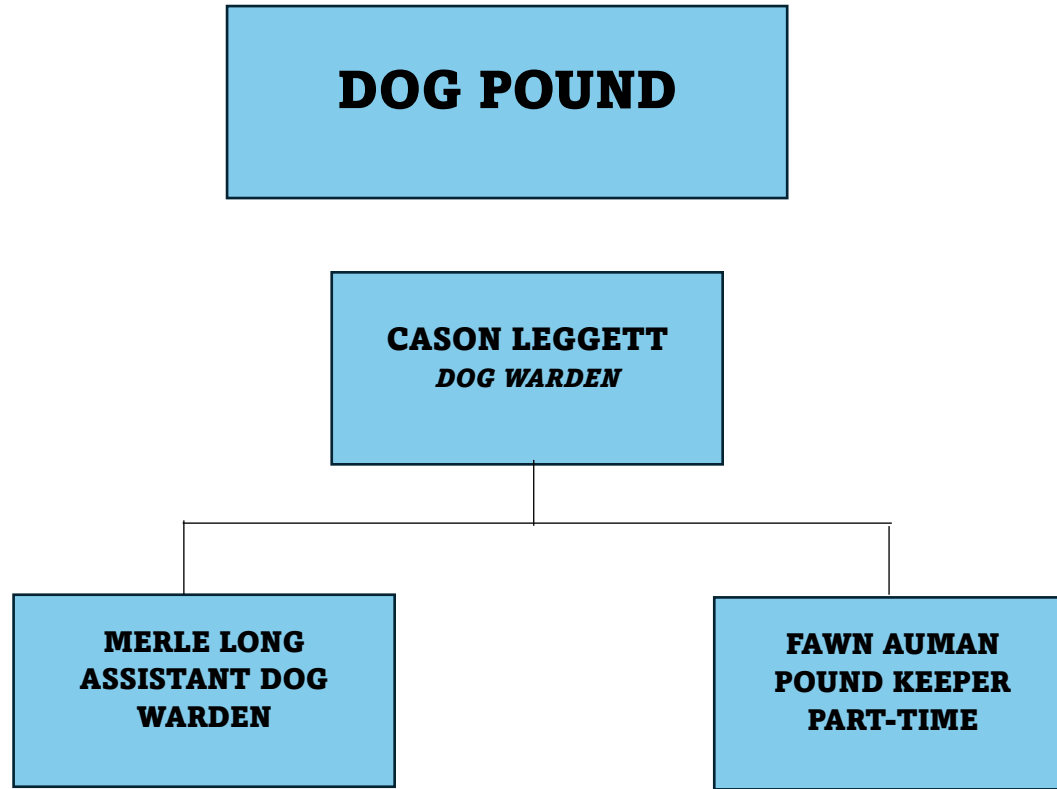 DOG POUND
CASON LEGGETT
DOG WARDEN
MERLE LONG
ASSISTANT DOG
WARDEN
FAWN AUMAN
POUND KEEPER
PART-TIME